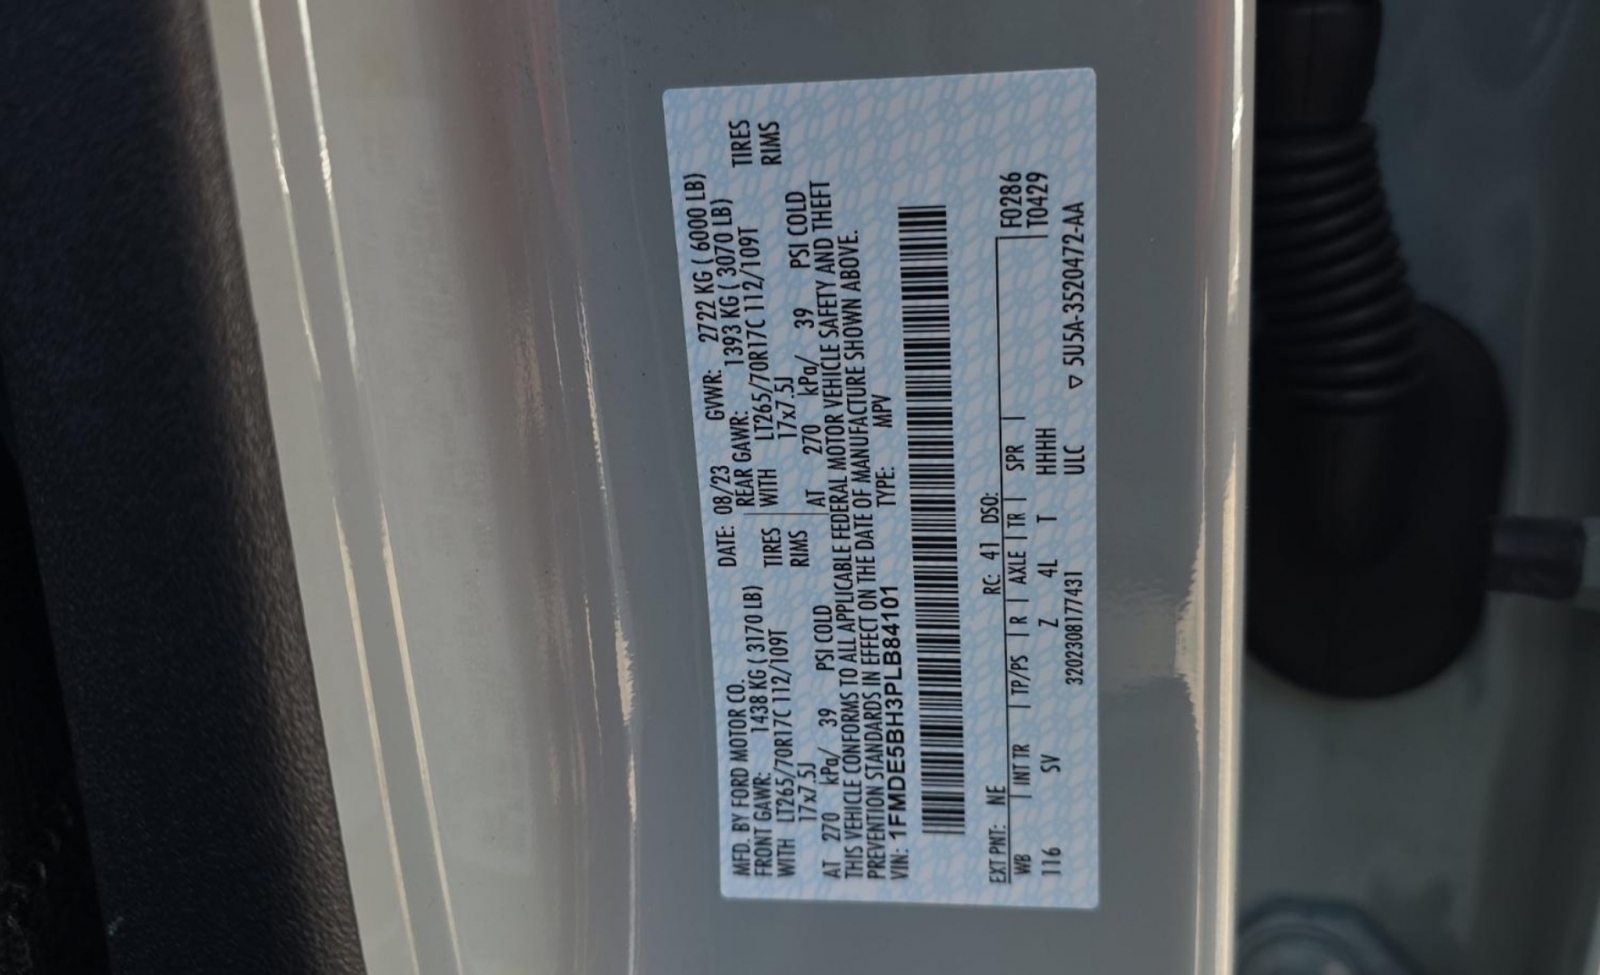 MFD. BY FORD MOTOR CO. DATE: 08/23 GVWR: 2722 KG ( 6000 LB)
FRONT GAWR: 1438 KG ( 3170 LB) REAR GAWR: 1393 KG ( 3070 LB)
WITH LT265/70R17C 112/109T TIRES WITH LT265/70R17C 112/109T TIRES
17x7.5J RIMS 17x7.5J RIMS
AT 270 kPa/ 39 PSI COLD AT 270 kPa/ 39 PSI COLD
THIS VEHICLE CONFORMS TO ALL APPLICABLE FEDERAL MOTOR VEHICLE SAFETY AND THEFT
PREVENTION STANDARDS IN EFFECT ON THE DATE OF MANUFACTURE SHOWN ABOVE.
VIN: 1FMDE5BH3PLB84101 TYPE: MPV
EXT PNT: NE RC: 41 DSO: F0286
WB | INT TR | TP/PS | R | AXLE | TR | SPR | T0429
116 SV Z 4L T HHHH
3202308177431 ULC ▽ 5U5A-3520472-AA